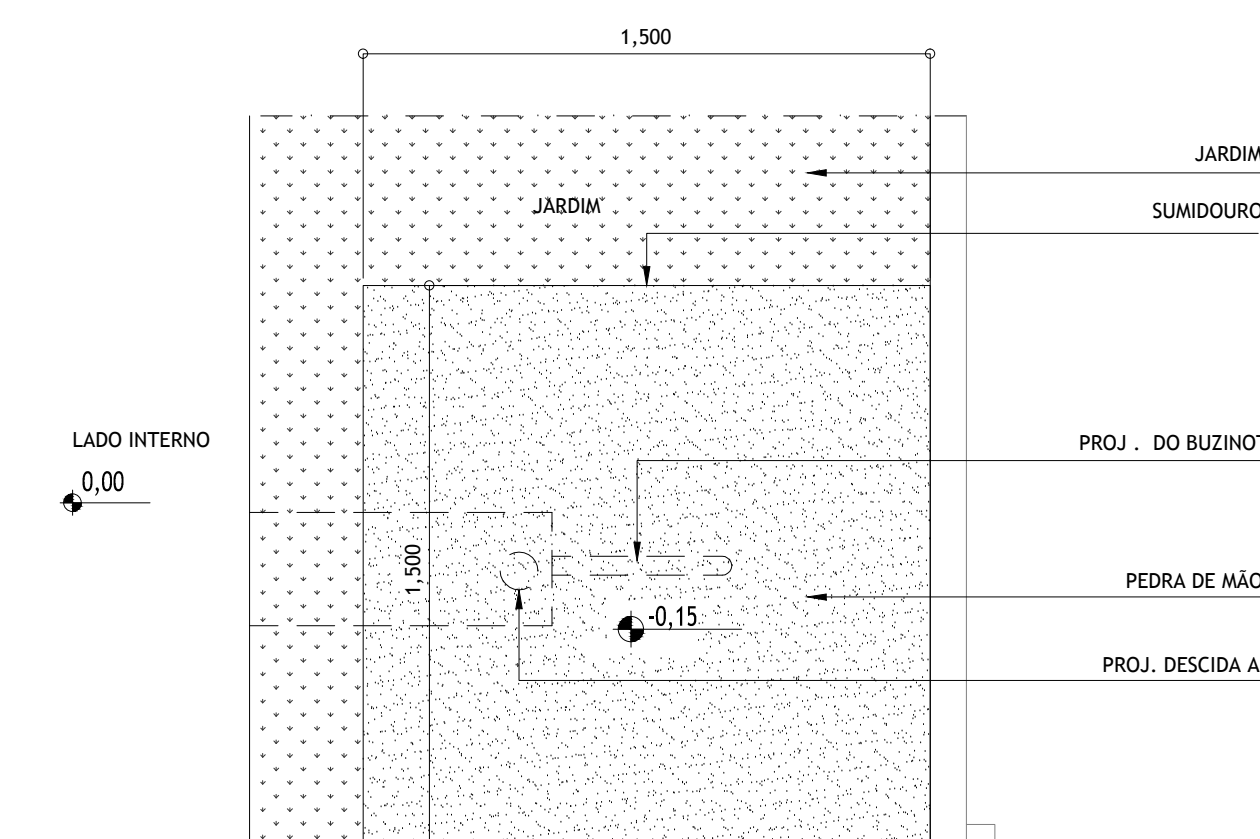 1,500
JARDIM
SUMIDOURO
JARDIM
LADO INTERNO
0,00
PROJ . DO BUZINOT
1,500
PEDRA DE MÃO
-0,15
PROJ. DESCIDA A